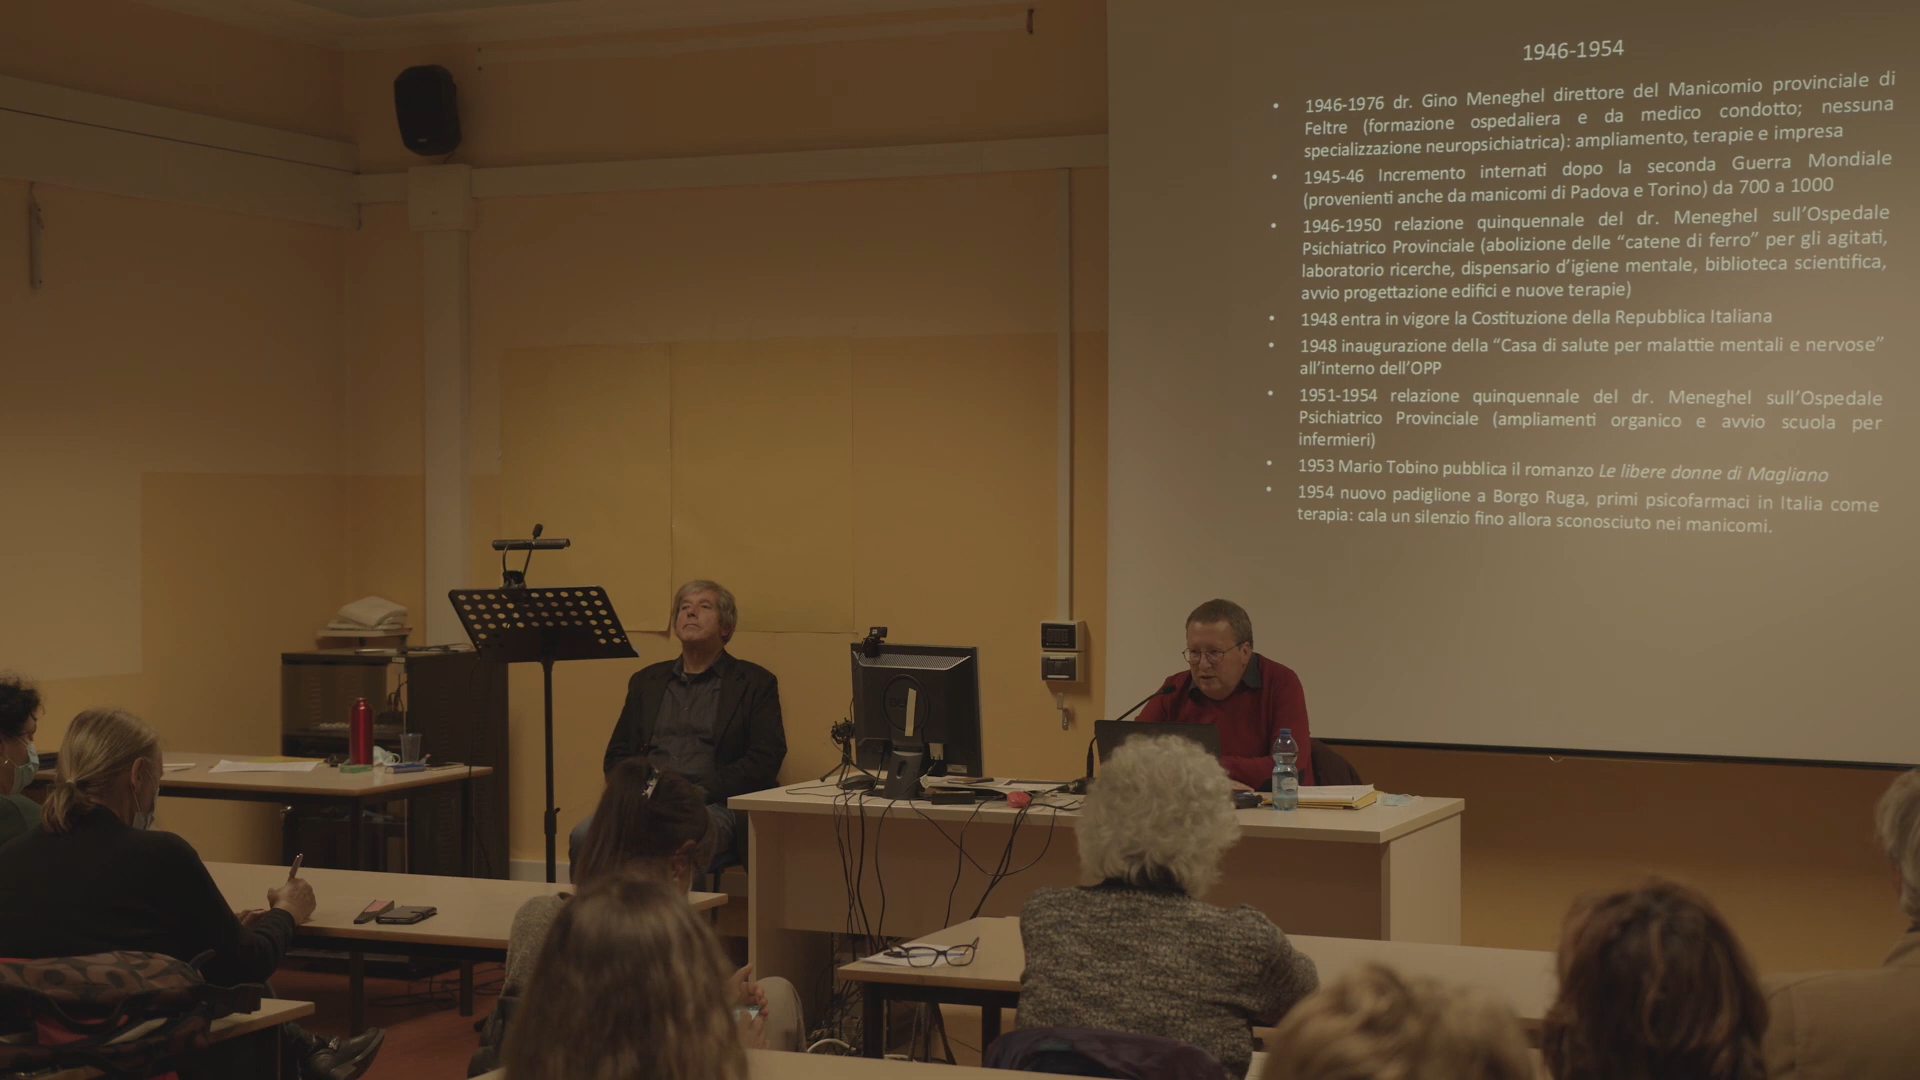 1946-1954
• 1946-1976 dr. Gino Meneghel direttore del Manicomio provinciale di
Feltre (formazione ospedaliera e da medico condotto; nessuna
specializzazione neuropsichiatrica): ampliamento, terapie e impresa
• 1945-46 Incremento internati dopo la seconda Guerra Mondiale
(provenienti anche da manicomi di Padova e Torino) da 700 a 1000
• 1946-1950 relazione quinquennale del dr. Meneghel sull’Ospedale
Psichiatrico Provinciale (abolizione delle “catene di ferro” per gli agitati,
laboratorio ricerche, dispensario d’igiene mentale, biblioteca scientifica,
avvio progettazione edifici e nuove terapie)
• 1948 entra in vigore la Costituzione della Repubblica Italiana
• 1948 inaugurazione della “Casa di salute per malattie mentali e nervose”
all’interno dell’OPP
• 1951-1954 relazione quinquennale del dr. Meneghel sull’Ospedale
Psichiatrico Provinciale (ampliamenti organico e avvio scuola per
infermieri)
• 1953 Mario Tobino pubblica il romanzo Le libere donne di Magliano
• 1954 nuovo padiglione a Borgo Ruga, primi psicofarmaci in Italia come
terapia: cala un silenzio fino allora sconosciuto nei manicomi.